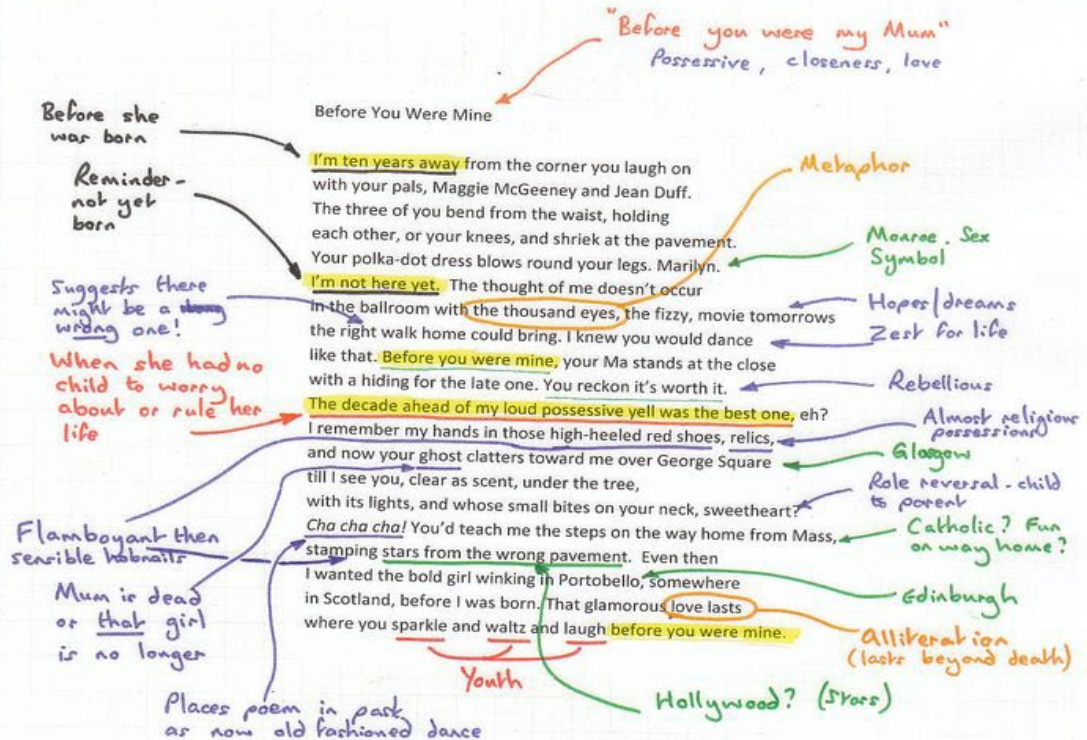 "Before you were my Mum"
Possessive, closeness, love
Before You Were Mine
Before she
was born
I'm ten years away from the corner you laugh on
with your pals, Maggie McGeeney and Jean Duff.
The three of you bend from the waist, holding
each other, or your knees, and shriek at the pavement.
Your polka-dot dress blows round your legs. Marilyn.
I'm not here yet. The thought of me doesn't occur
in the ballroom with the thousand eyes, the fizzy, movie tomorrows
the right walk home could bring. I knew you would dance
like that. Before you were mine, your Ma stands at the close
with a hiding for the late one. You reckon it's worth it.
The decade ahead of my loud possessive yell was the best one, eh?
I remember my hands in those high-heeled red shoes, relics,
and now your ghost clatters toward me over George Square
till I see you, clear as scent, under the tree,
with its lights, and whose small bites on your neck, sweetheart?
Cha cha cha! You'd teach me the steps on the way home from Mass,
stamping stars from the wrong pavement. Even then
I wanted the bold girl winking in Portobello, somewhere
in Scotland, before I was born. That glamorous love lasts
where you sparkle and waltz and laugh before you were mine.
Reminder-
not yet
born
Suggests there
might be a
wrong one!
When she had no
child to worry
about or rule her
life
Flamboyant then
sensible hobnails
Mum is dead
or that girl
is no longer
Places poem in past
as now old fashioned dance
Youth
Metaphor
Monroe. Sex
Symbol
Hopes/dreams
Zest for life
Rebellious
Almost religious
possessions
Glasgow
Role reversal - child
to parent
Catholic? Fun
on way home?
Edinburgh
Alliteration
(lasts beyond death)
Hollywood? (Stars)